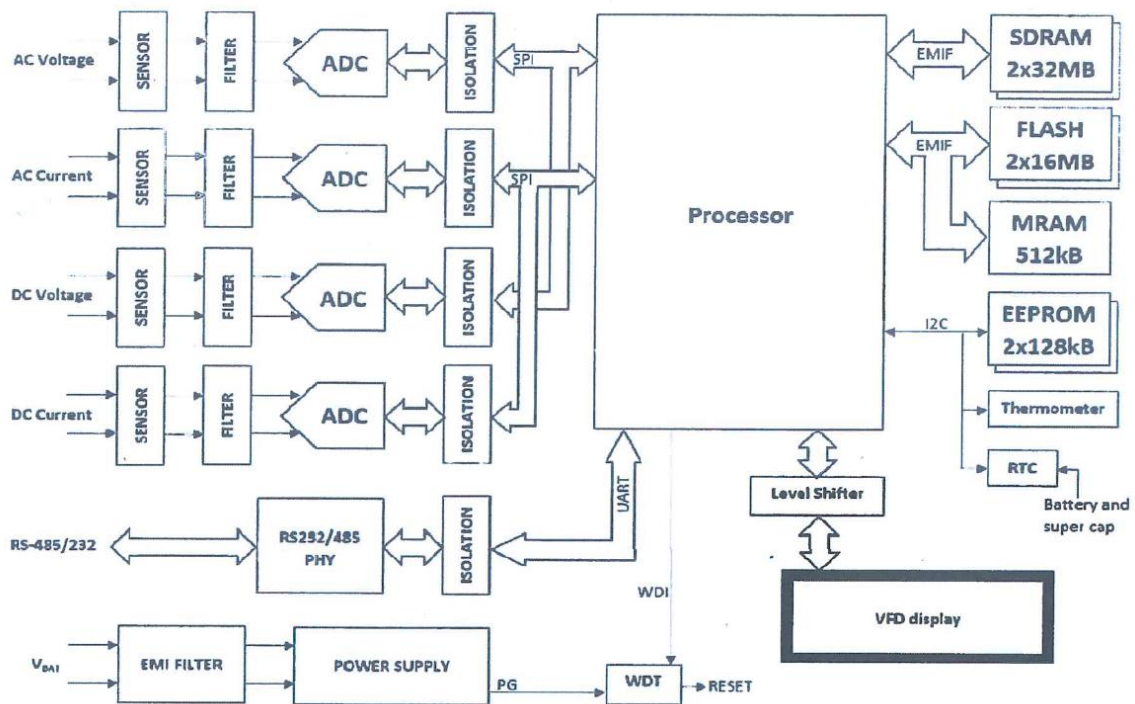 AC Voltage
SENSOR
FILTER
ADC
ISOLATION
SPI
AC Current
SENSOR
FILTER
ADC
ISOLATION
SPI
DC Voltage
SENSOR
FILTER
ADC
ISOLATION
DC Current
SENSOR
FILTER
ADC
ISOLATION
Processor
EMIF
SDRAM
2x32MB
EMIF
FLASH
2x16MB
MRAM
512kB
I2C
EEPROM
2x128kB
Thermometer
RTC
Battery and
super cap
Level Shifter
VFD display
RS-485/232
RS232/485
PHY
ISOLATION
UART
WDI
VBAT
EMI FILTER
POWER SUPPLY
PG
WDT
RESET